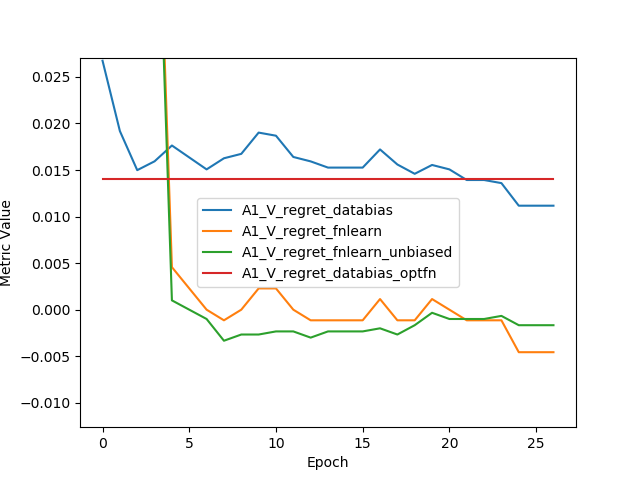 0.025
0.020
0.015
0.010
0.005
0.000
−0.005
−0.010
Metric Value
A1_V_regret_databias
A1_V_regret_fnlearn
A1_V_regret_fnlearn_unbiased
A1_V_regret_databias_optfn
0 5 10 15 20 25
Epoch